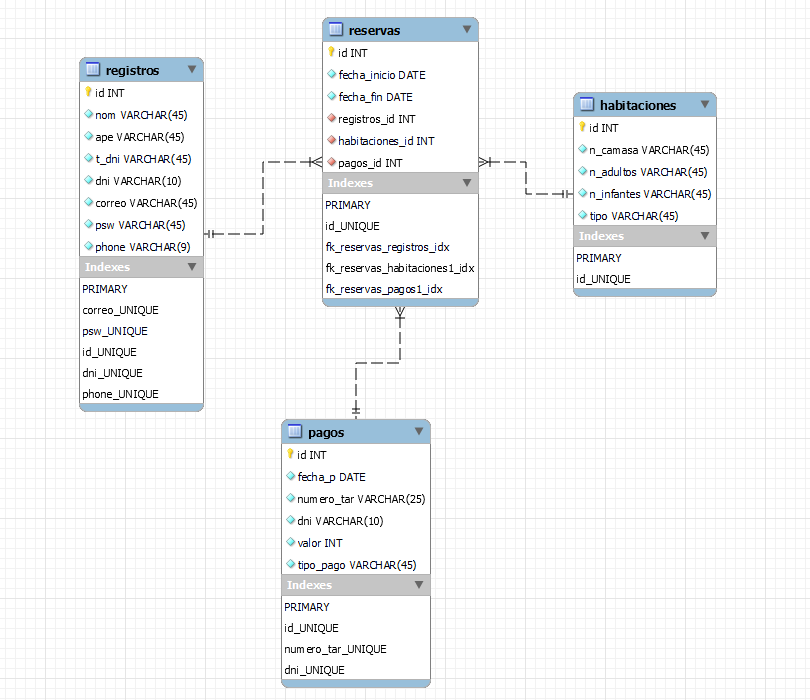 registros
id INT
nom VARCHAR(45)
ape VARCHAR(45)
t_dni VARCHAR(45)
dni VARCHAR(10)
correo VARCHAR(45)
psw VARCHAR(45)
phone VARCHAR(9)
Indexes
PRIMARY
correo_UNIQUE
psw_UNIQUE
id_UNIQUE
dni_UNIQUE
phone_UNIQUE
reservas
id INT
fecha_inicio DATE
fecha_fin DATE
registros_id INT
habitaciones_id INT
pagos_id INT
Indexes
PRIMARY
id_UNIQUE
fk_reservas_registros_idx
fk_reservas_habitaciones1_idx
fk_reservas_pagos1_idx
habitaciones
id INT
n_camasa VARCHAR(45)
n_adultos VARCHAR(45)
n_infantes VARCHAR(45)
tipo VARCHAR(45)
Indexes
PRIMARY
id_UNIQUE
pagos
id INT
fecha_p DATE
numero_tar VARCHAR(25)
dni VARCHAR(10)
valor INT
tipo_pago VARCHAR(45)
Indexes
PRIMARY
id_UNIQUE
numero_tar_UNIQUE
dni_UNIQUE